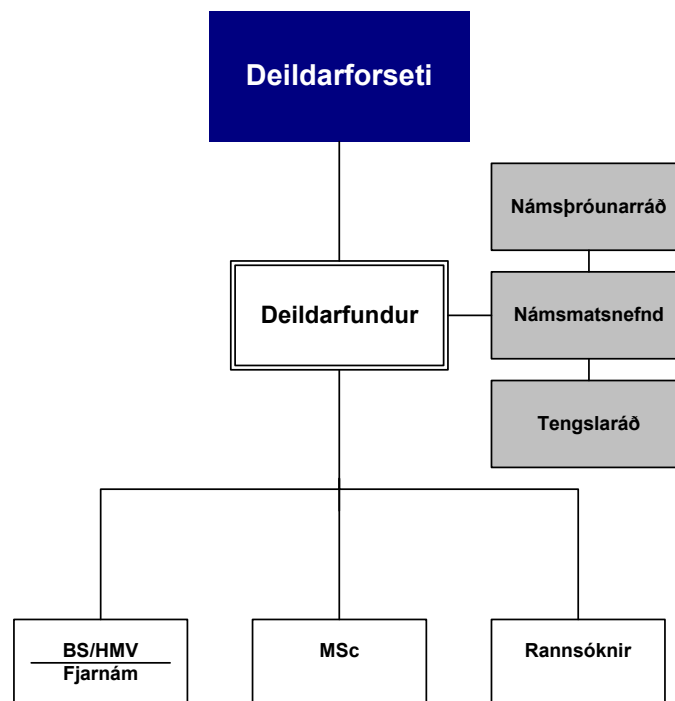 Deildarforseti
Námsþróunarráð
Deildarfundur
Námsmatsnefnd
Tengslaráð
BS/HMV
Fjarnám
MSc
Rannsóknir